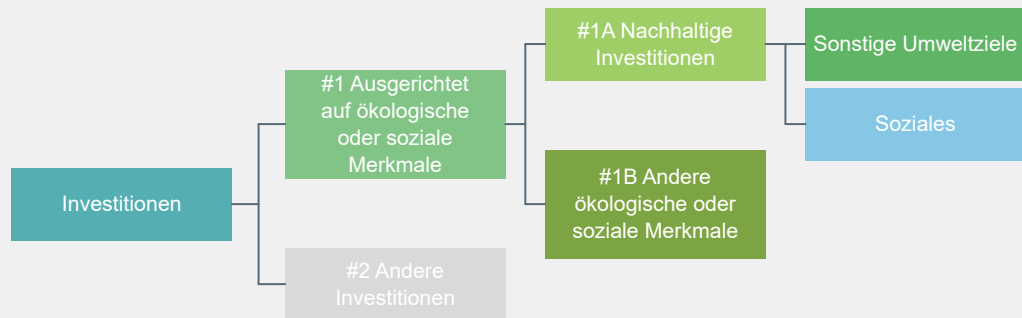 Investitionen
#1 Ausgerichtet
auf ökologische
oder soziale
Merkmale
#2 Andere
Investitionen
#1A Nachhaltige
Investitionen
#1B Andere
ökologische oder
soziale Merkmale
Sonstige Umweltziele
Soziales